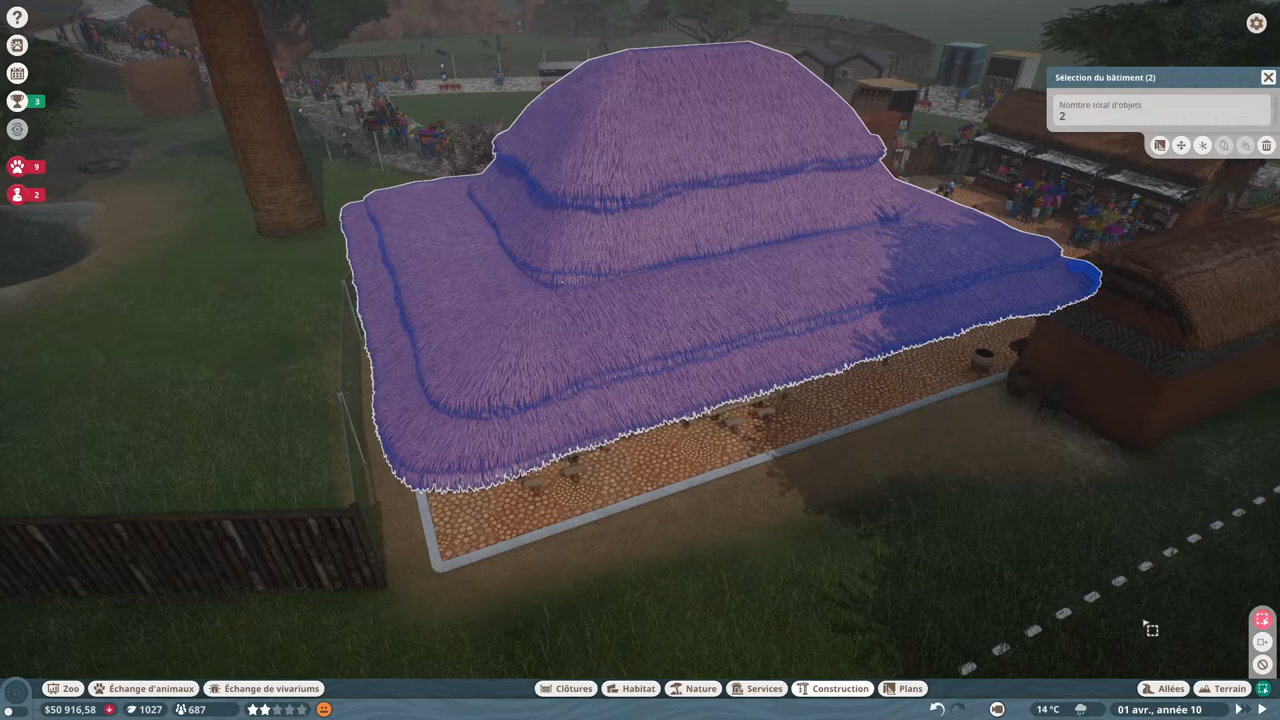 ?
3
9
2
Sélection du bâtiment (2)
Nombre total d'objets
2
Zoo
Échange d'animaux
Échange de vivariums
Clôtures
Habitat
Nature
Services
Construction
Plans
Allées
Terrain
$50 916,58
1027
687
14 °C
01 avr., année 10